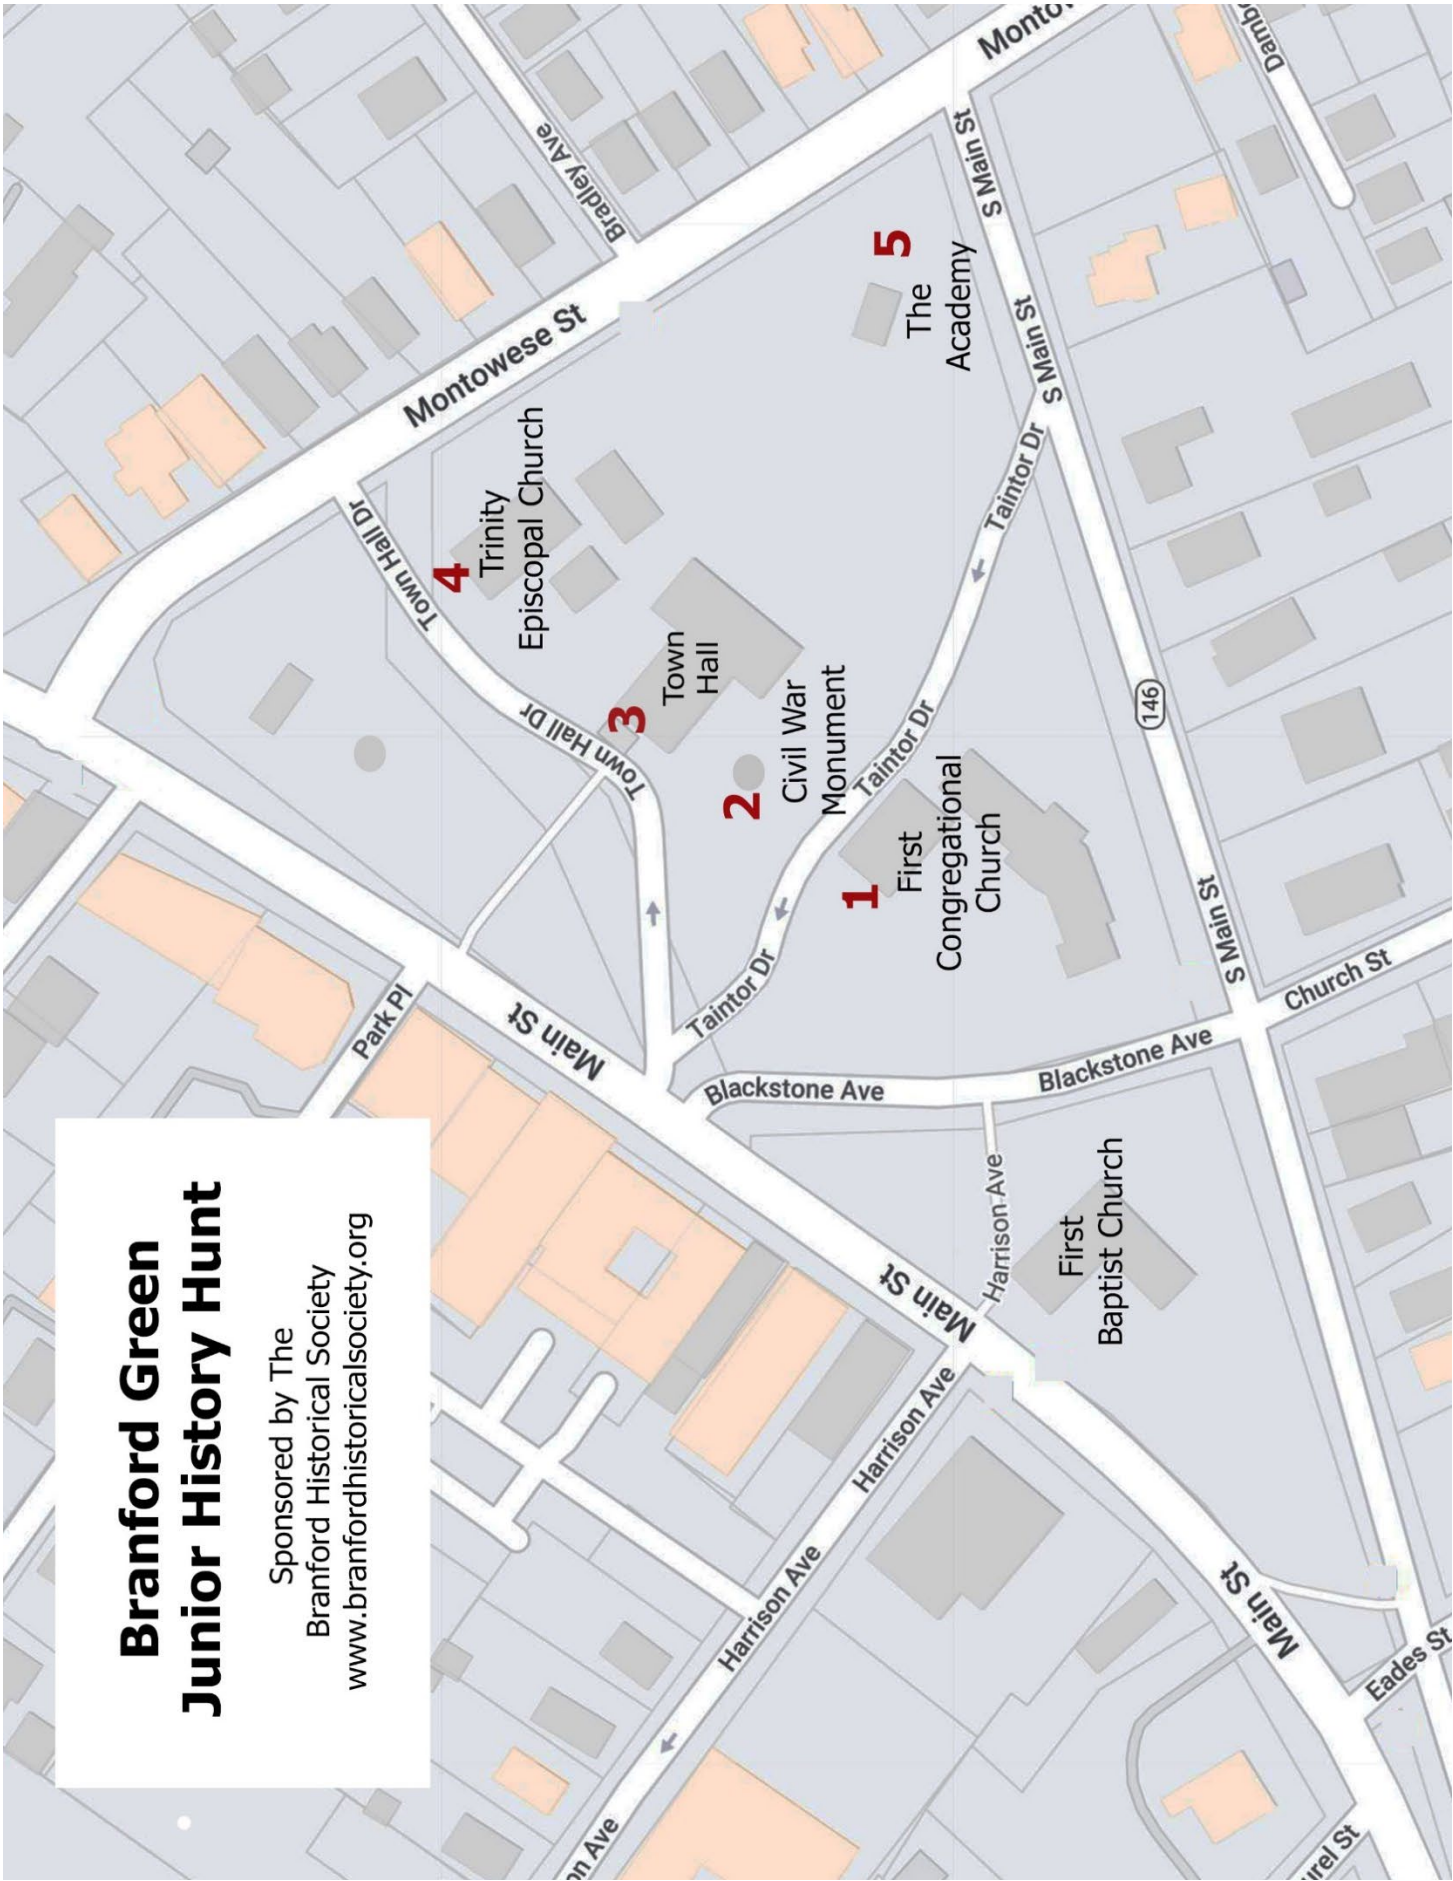 Branford Green
Junior History Hunt
Sponsored by The
Branford Historical Society
www.branfordhistoricalsociety.org
Park Pl
Main St
Main St
Main St
Harrison Ave
Harrison Ave
Harrison Ave
Blackstone Ave
Blackstone Ave
Town Hall Dr
Town Hall Dr
Montowese St
Bradley Ave
Taintor Dr
Taintor Dr
Taintor Dr
S Main St
S Main St
S Main St
146
Church St
Eades St
1
First
Congregational
Church
2
Civil War
Monument
3
Town
Hall
4
Trinity
Episcopal Church
5
The
Academy
First
Baptist Church